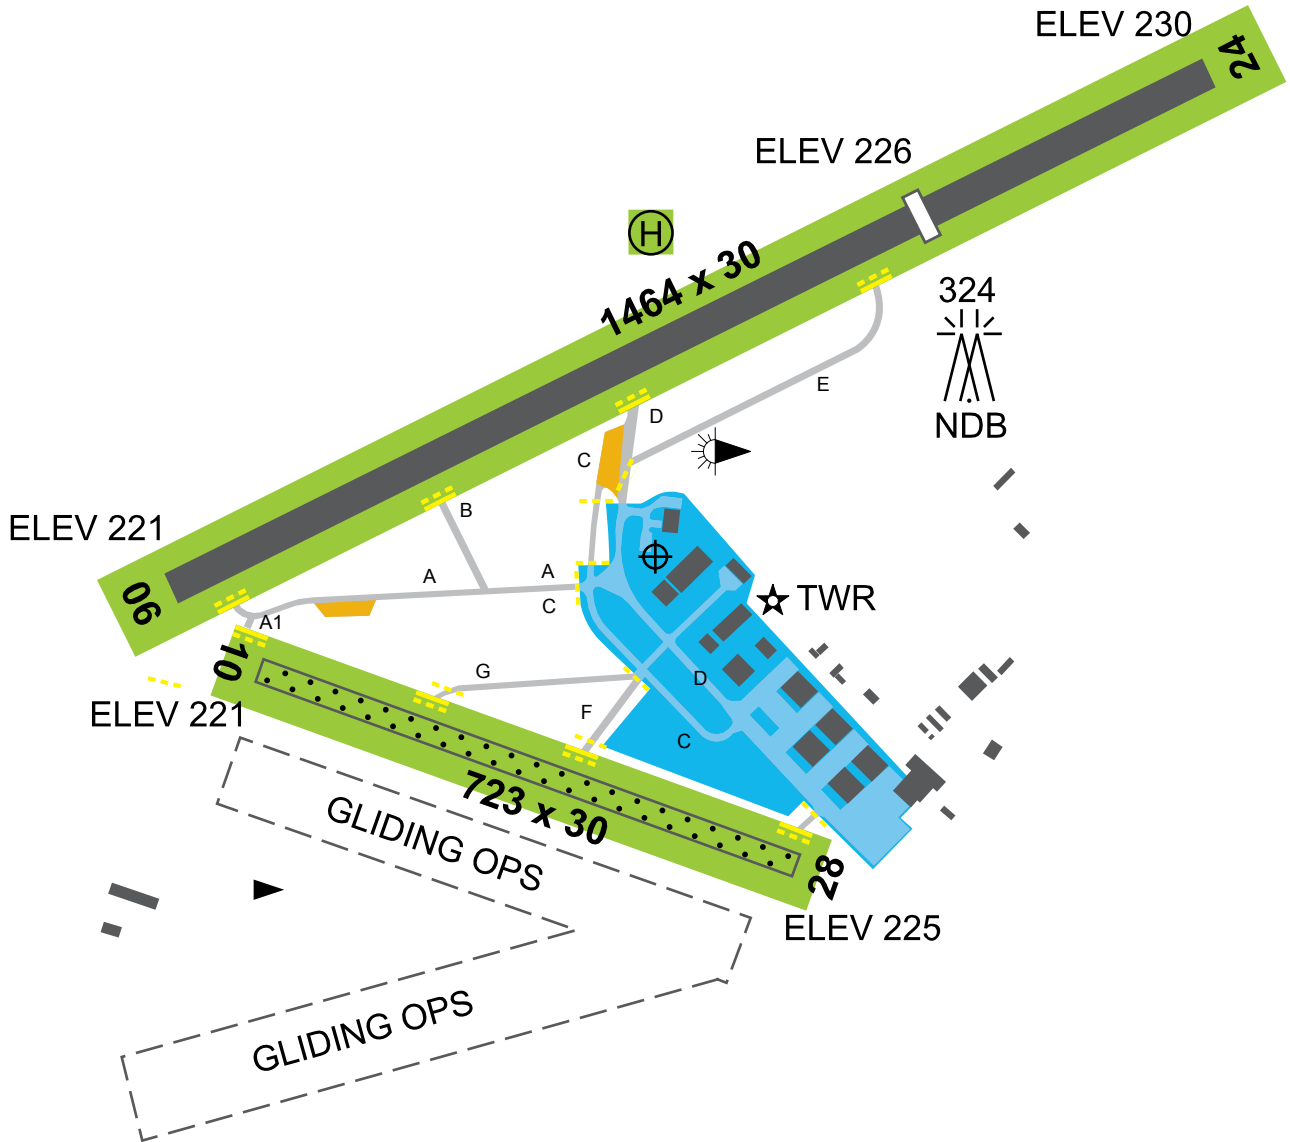 ELEV 230
24
ELEV 226
H
1464 x 30
324
NDB
E
D
C
B
ELEV 221
A
A
C
TWR
06
A1
10
G
D
ELEV 221
F
C
723 x 30
GLIDING OPS
28
ELEV 225
GLIDING OPS